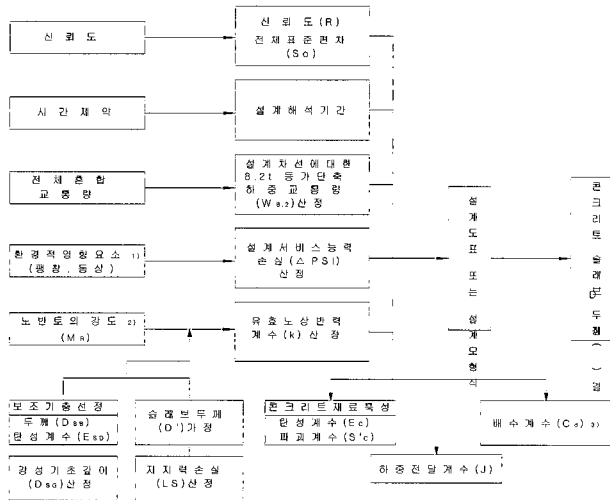 신 뢰 도
신 뢰 도 (R)
전 체 표 준 편 차
(So)
시 간 제 약
설 계 해 석 기 간
전 체 혼 합
교 통 량
설 계 차 선 에 대 한
8.2t 등 가 단 축
하 중 교 통 량
(W8.2) 산 정
환경적영향요소 1)
(팽 창 , 동 상)
설 계 서 비 스 능 력
손 실 (△ PSI)
산 정
노 반 토 의 강 도 2)
(MR)
유 효 노 상 반 력
계 수 (k) 산 정
설 계 도 표 또 는 설 계 모 형 식
콘 크 리 트 슬 래 브 두 께 (D) 결
보 조 기 층 선 정
두 께 (DSB)
탄 성 계 수 (ESB)
슬 래 브 두 께
(D') 가 정
콘 크 리 트 재 료 특 성
탄 성 계 수 (Ec)
파 괴 계 수 (S'c)
배 수 계 수 (Cd) 3)
강 성 기 초 깊 이
(DSG) 산 정
지 지 력 손 실
(LS) 산 정
하 중 전 달 계 수 (J)